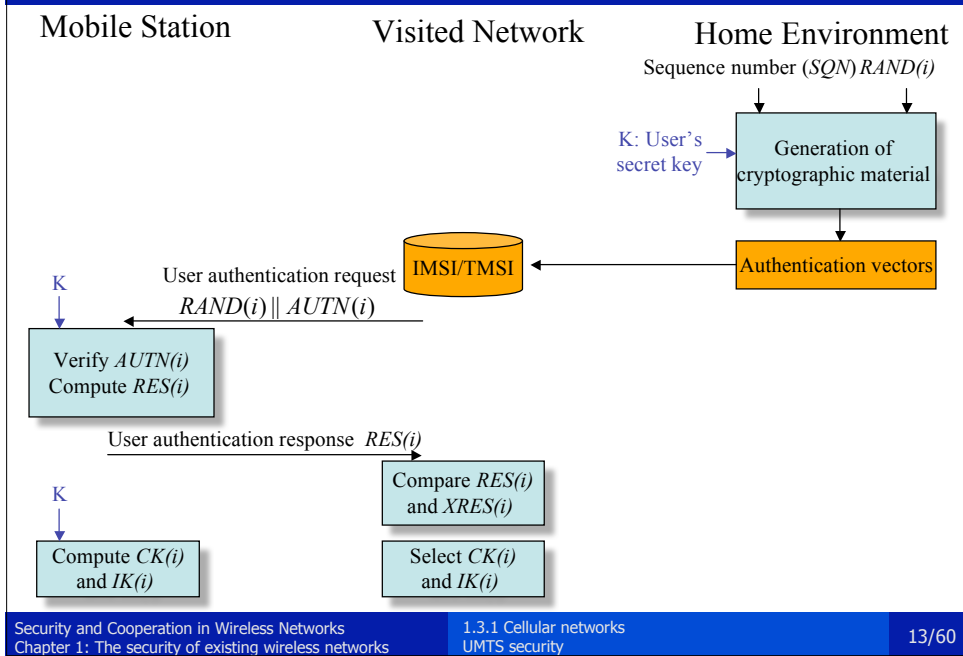 Mobile Station
Visited Network
Home Environment
Sequence number (SQN) RAND(i)
K: User's
secret key
Generation of
cryptographic material
Authentication vectors
IMSI/TMSI
User authentication request
RAND(i) || AUTN(i)
K
Verify AUTN(i)
Compute RES(i)
User authentication response RES(i)
Compare RES(i)
and XRES(i)
K
Compute CK(i)
and IK(i)
Select CK(i)
and IK(i)
Security and Cooperation in Wireless Networks
Chapter 1: The security of existing wireless networks
1.3.1 Cellular networks
UMTS security
13/60